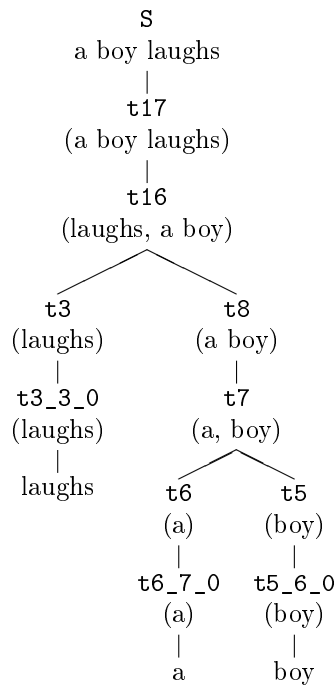 S
a boy laughs
t17
(a boy laughs)
t16
(laughs, a boy)
t3 t8
(laughs) (a boy)
t3_3_0 t7
(laughs) (a, boy)
laughs
t6 t5
(a) (boy)
t6_7_0 t5_6_0
(a) (boy)
a boy